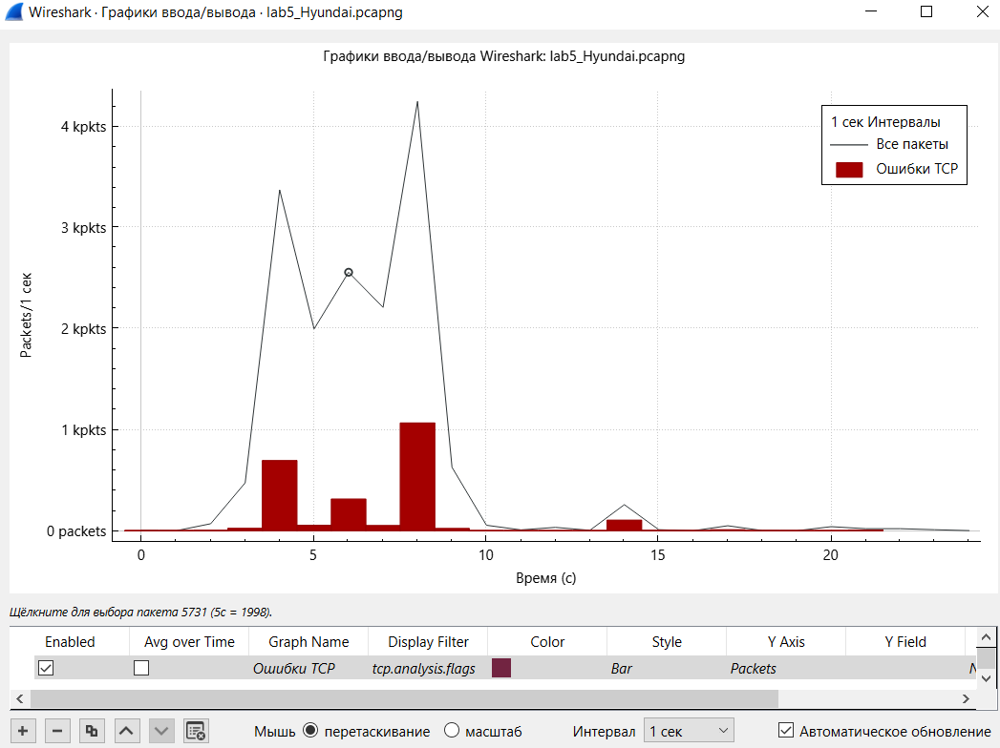 Wireshark · Графики ввода/вывода · lab5_Hyundai.pcapng
Графики ввода/вывода Wireshark: lab5_Hyundai.pcapng
1 сек Интервалы
Все пакеты
Ошибки TCP
4 kpkts
3 kpkts
2 kpkts
1 kpkts
0 packets
Packets/1 сек
0 5 10 15 20
Время (с)
Щёлкните для выбора пакета 5731 (5с = 1998).
Enabled Avg over Time Graph Name Display Filter Color Style Y Axis Y Field
Ошибки TCP tcp.analysis.flags Bar Packets
Мышь перетаскивание масштаб Интервал 1 сек Автоматическое обновление